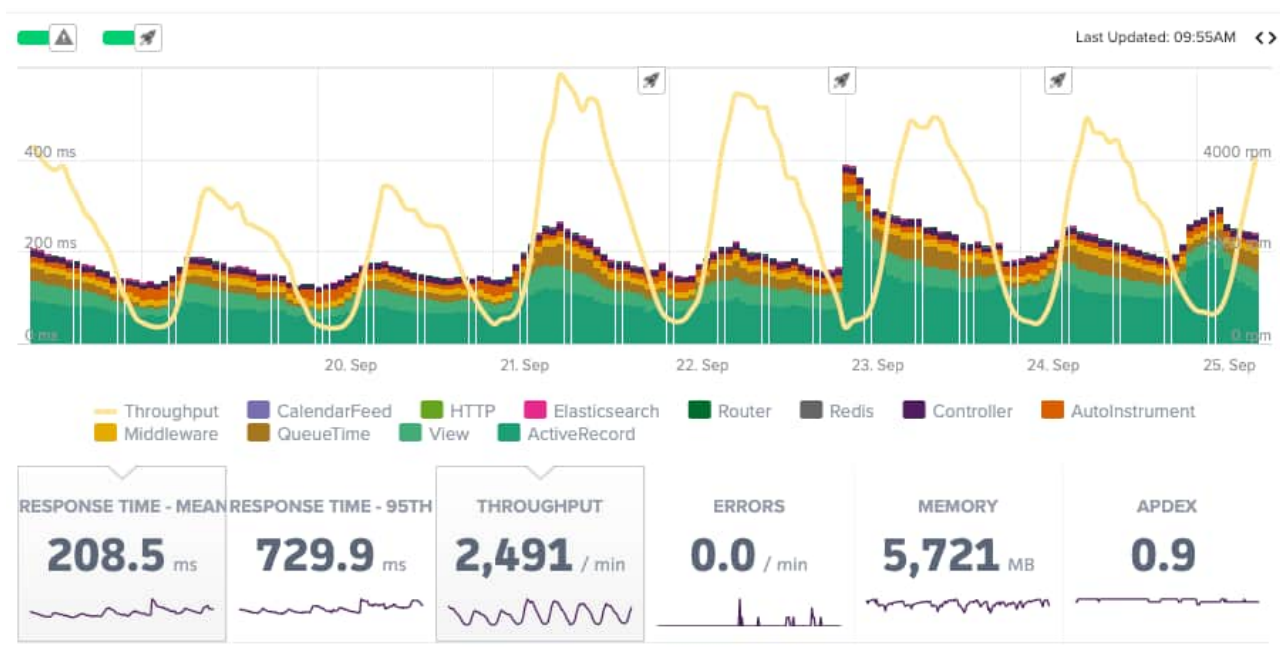 Last Updated: 09:55AM
400 ms
4000 rpm
200 ms
0 ms
0 rpm
20. Sep 21. Sep 22. Sep 23. Sep 24. Sep 25. Sep
Throughput CalendarFeed HTTP Elasticsearch Router Redis Controller AutoInstrument
Middleware QueueTime View ActiveRecord
RESPONSE TIME - MEAN RESPONSE TIME - 95TH THROUGHPUT ERRORS MEMORY APDEX
208.5 ms 729.9 ms 2,491 / min 0.0 / min 5,721 MB 0.9